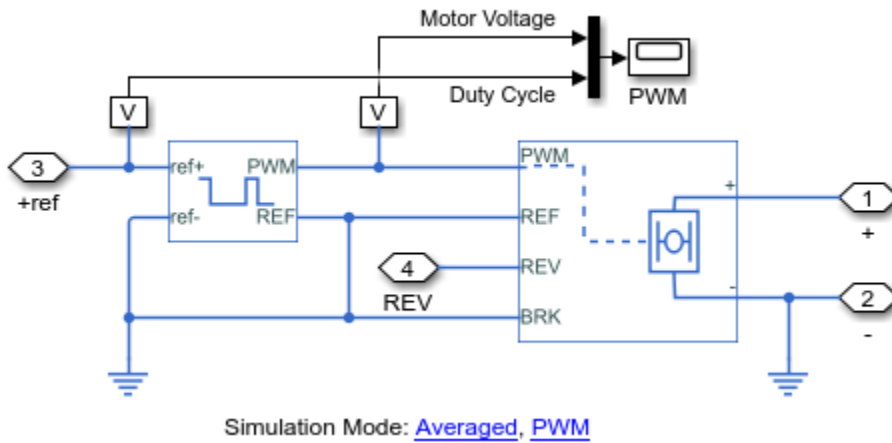 Motor Voltage
Duty Cycle
PWM
V
V
3
+ref
ref+
PWM
ref-
REF
4
REV
PWM
REF
REV
BRK
+
-
1
+
2
-
Simulation Mode: Averaged, PWM